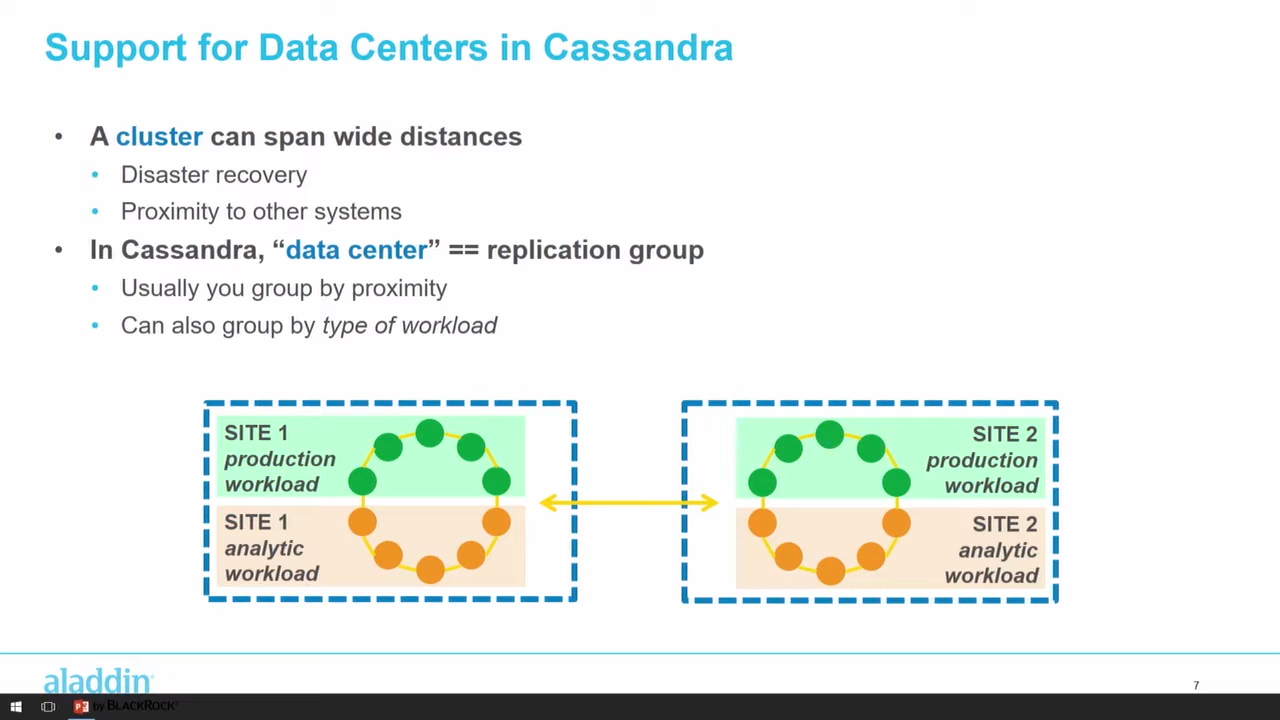 Support for Data Centers in Cassandra
• A cluster can span wide distances
• Disaster recovery
• Proximity to other systems
• In Cassandra, “data center” == replication group
• Usually you group by proximity
• Can also group by type of workload
SITE 1
production
workload
SITE 1
analytic
workload
SITE 2
production
workload
SITE 2
analytic
workload
aladdin
by BLACKROCK
7